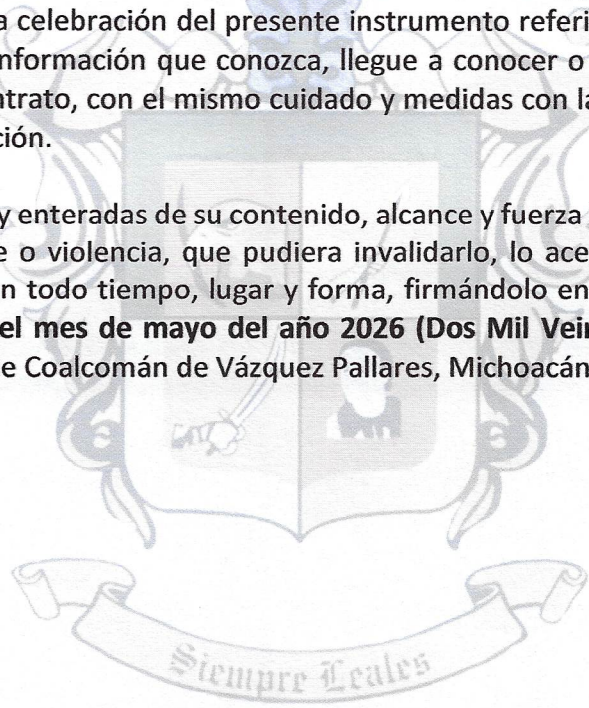 a celebración del presente instrumento referi
nformación que conozca, llegue a conocer o
ntrato, con el mismo cuidado y medidas con la
ción.
y enteradas de su contenido, alcance y fuerza
e o violencia, que pudiera invalidarlo, lo ace
n todo tiempo, lugar y forma, firmándolo en
el mes de mayo del año 2026 (Dos Mil Vein
e Coalcomán de Vázquez Pallares, Michoacán
Siempre Leales